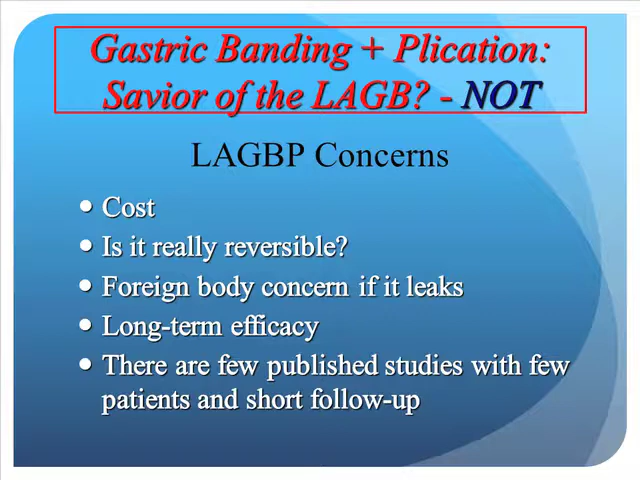 Gastric Banding + Plication:
Savior of the LAGB? - NOT
LAGBP Concerns
• Cost
• Is it really reversible?
• Foreign body concern if it leaks
• Long-term efficacy
• There are few published studies with few
patients and short follow-up